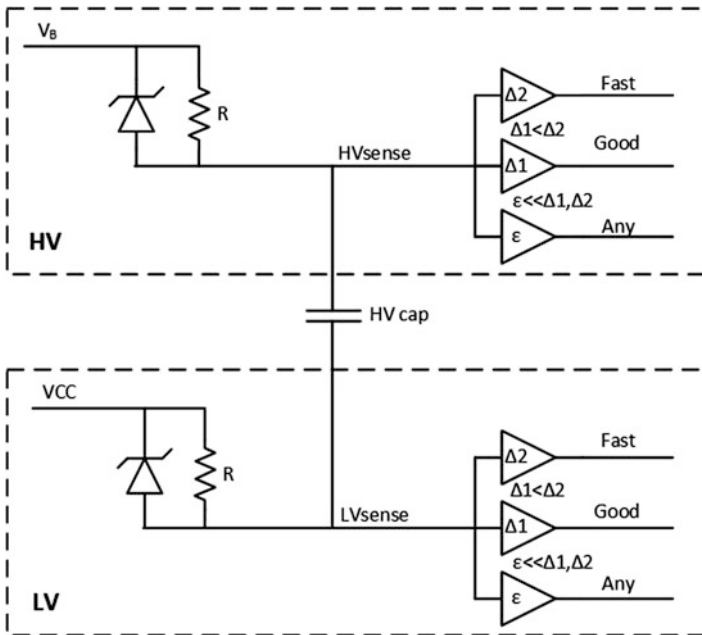 V_B
R
HVsense
Δ2
Fast
Δ1<Δ2
Δ1
Good
ε<<Δ1,Δ2
ε
Any
HV
HV cap
VCC
R
LVsense
Δ2
Fast
Δ1<Δ2
Δ1
Good
ε<<Δ1,Δ2
ε
Any
LV